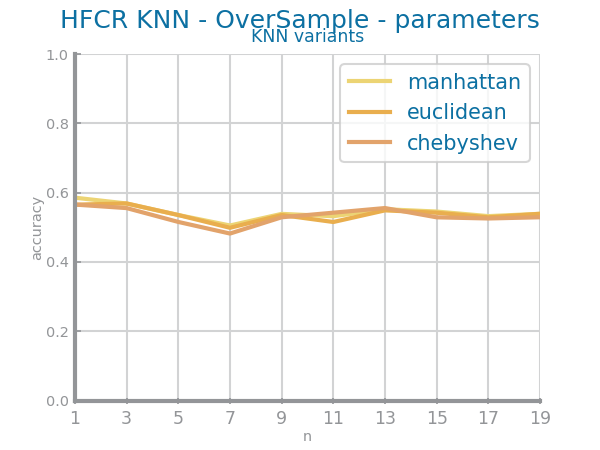 HFCR KNN - OverSample - parameters
KNN variants
1.0
0.8
0.6
0.4
0.2
0.0
accuracy
manhattan
euclidean
chebyshev
1 3 5 7 9 11 13 15 17 19
n